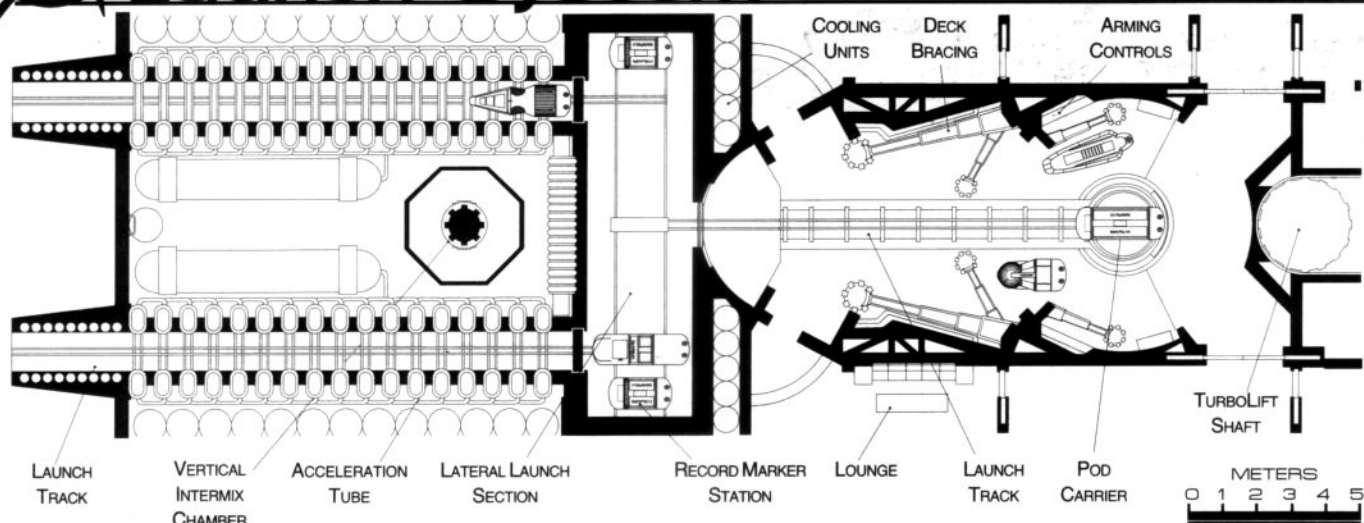 COOLING
UNITS
DECK
BRACING
ARMING
CONTROLS
TURBOLIFT
SHAFT
LAUNCH
TRACK
VERTICAL
INTERMIX
CHAMBER
ACCELERATION
TUBE
LATERAL LAUNCH
SECTION
RECORD MARKER
STATION
LOUNGE
LAUNCH
TRACK
POD
CARRIER
METERS
0 1 2 3 4 5